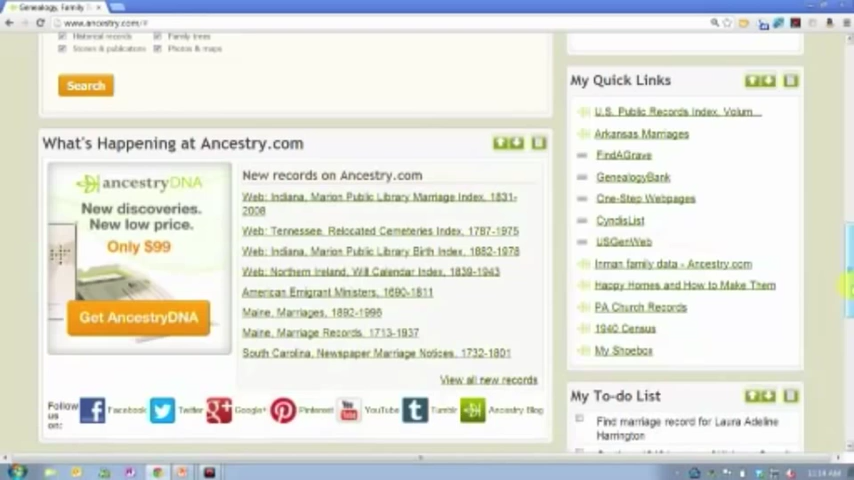 Genealogy, Family
www.ancestry.com/#
Historical records
Family trees
Stories & publications
Photos & maps
Search
What's Happening at Ancestry.com
ancestryDNA
New discoveries.
New low price.
Only $99
Get AncestryDNA
New records on Ancestry.com
Web: Indiana, Marion Public Library Marriage Index, 1831-
2008
Web: Tennessee, Relocated Cemeteries Index, 1787-1975
Web: Indiana, Marion Public Library Birth Index, 1882-1978
Web: Northern Ireland, Will Calendar Index, 1839-1943
American Emigrant Ministers, 1690-1811
Maine, Marriages, 1892-1996
Maine, Marriage Records, 1713-1937
South Carolina, Newspaper Marriage Notices, 1732-1801
View all new records
Follow
us
on:
Facebook
Twitter
Google+
Pinterest
YouTube
Tumblr
Ancestry Blog
My Quick Links
U.S. Public Records Index, Volum...
Arkansas Marriages
FindAGrave
GenealogyBank
One-Step Webpages
CyndisList
USGenWeb
Inman family data - Ancestry.com
Happy Homes and How to Make Them
PA Church Records
1940 Census
My Shoebox
My To-do List
Find marriage record for Laura Adeline
Harrington